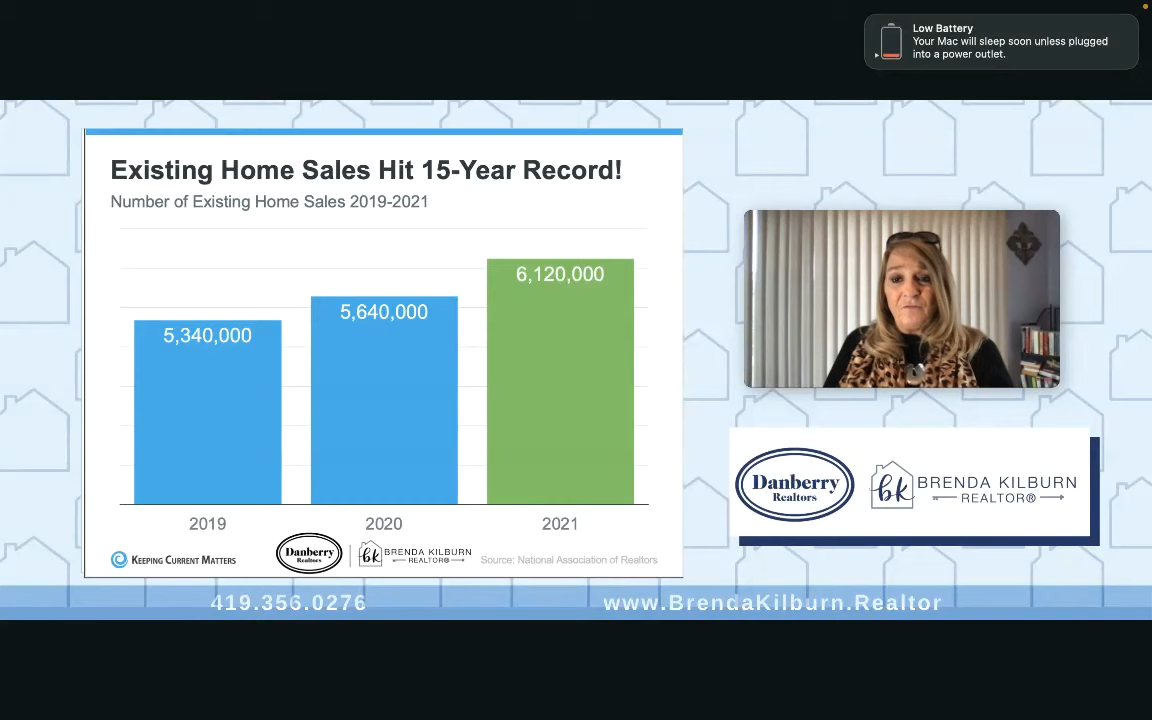 Low Battery
Your Mac will sleep soon unless plugged
into a power outlet.
Existing Home Sales Hit 15-Year Record!
Number of Existing Home Sales 2019-2021
5,340,000
5,640,000
6,120,000
2019
2020
2021
KEEPING CURRENT MATTERS
Danberry
Realtors
bk
BRENDA KILBURN
REALTOR®
Source: National Association of Realtors
Danberry
Realtors
bk
BRENDA KILBURN
REALTOR®
419.356.0276
www.BrendaKilburn.Realtor